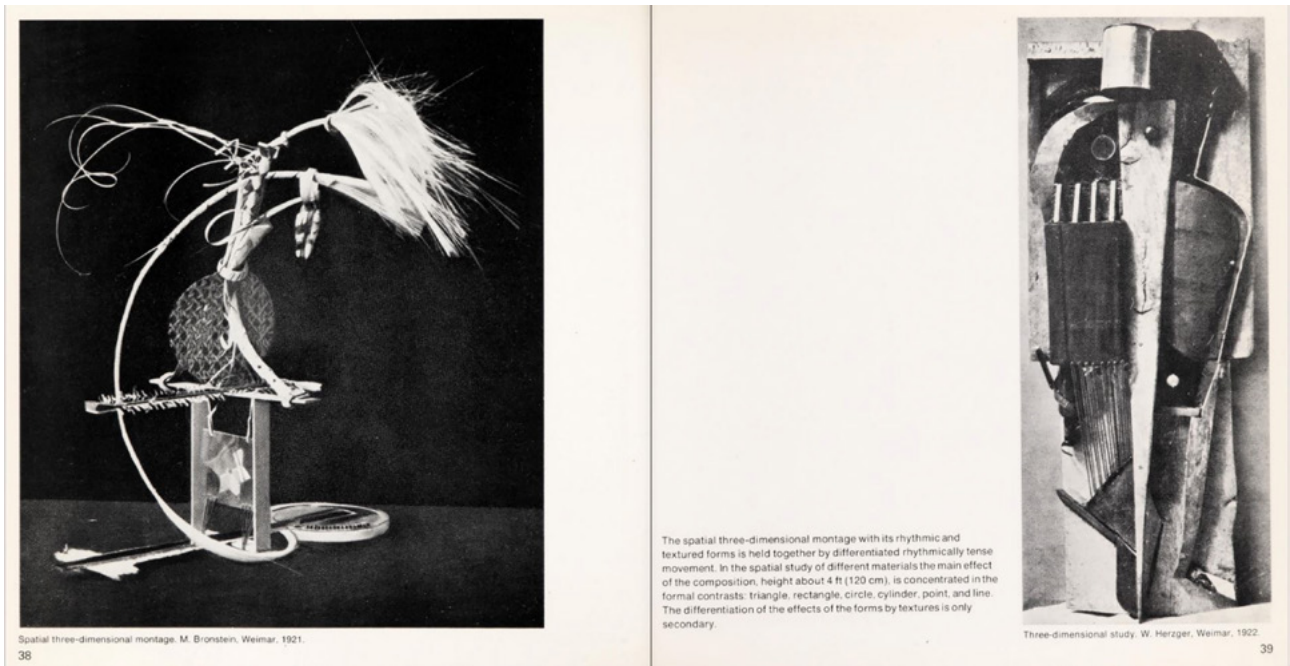 Spatial three-dimensional montage. M. Bronstein, Weimar, 1921.
38
The spatial three-dimensional montage with its rhythmic and
textured forms is held together by differentiated rhythmically tense
movement. In the spatial study of different materials the main effect
of the composition, height about 4 ft (120 cm), is concentrated in the
formal contrasts: triangle, rectangle, circle, cylinder, point, and line.
The differentiation of the effects of the forms by textures is only
secondary.
Three-dimensional study. W. Herzger, Weimar, 1922.
39